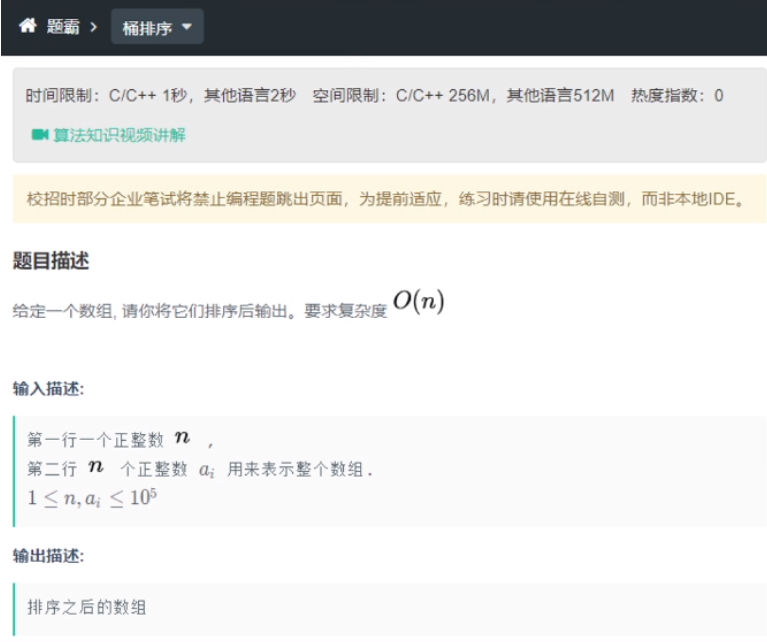 题霸 > 桶排序
时间限制：C/C++ 1秒，其他语言2秒 空间限制：C/C++ 256M，其他语言512M 热度指数：0
算法知识视频讲解
校招时部分企业笔试将禁止编程题跳出页面，为提前适应，练习时请使用在线自测，而非本地IDE。
题目描述
给定一个数组, 请你将它们排序后输出。要求复杂度 O(n)
输入描述:
第一行一个正整数 n ，
第二行 n 个正整数 aᵢ 用来表示整个数组.
1 ≤ n, aᵢ ≤ 10⁵
输出描述:
排序之后的数组